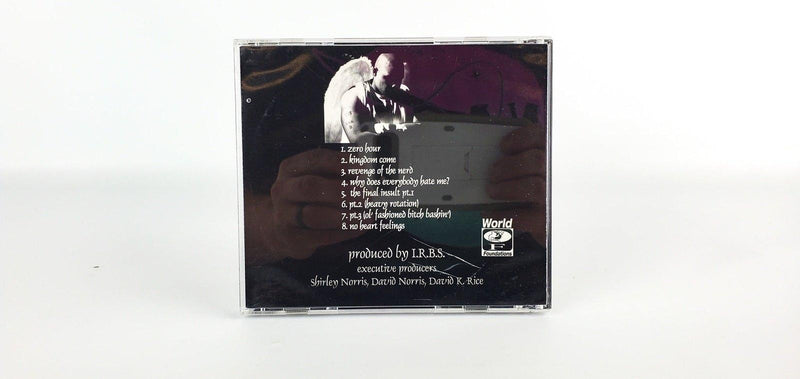 1. zero hour
2. kingdom come
3. revenge of the nerd
4. why does everybody hate me?
5. the final insult pt.1
6. pt.2 (heavy rotation)
7. pt.3 (ol' fashioned bitch bashin')
8. no heart feelings
World
F
Foundations
produced by I.R.B.S.
executive producers
Shirley Norris, David Norris, David K. Rice